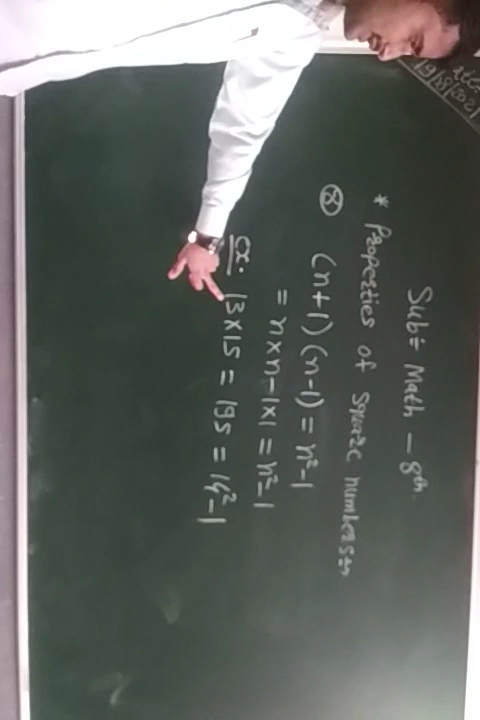 Sub:- Math - 8th
* Properties of Square numbers:-
⑧ (n+1) (n-1) = n²-1
= n×n-1×1 = n²-1
ex:- 13×15 = 195 = 14²-1